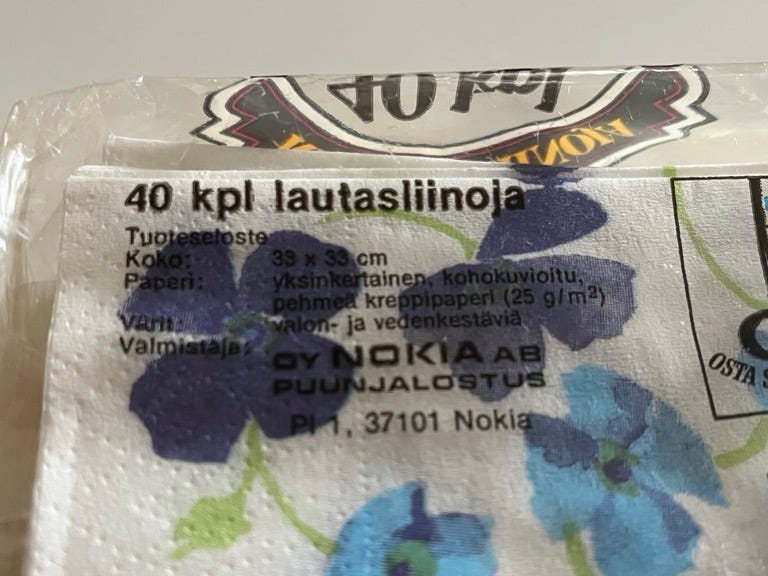 40 kpl
40 kpl lautasliinoja
Tuoteseloste
Koko: 33 x 33 cm
Paperi: yksinkertainen, kohokuvioitu,
pehmeä kreppipaperi (25 g/m²)
Värit: valon- ja vedenkestäviä
Valmistaja: OY NOKIA AB
PUUNJALOSTUS
Pl 1, 37101 Nokia
OSTA